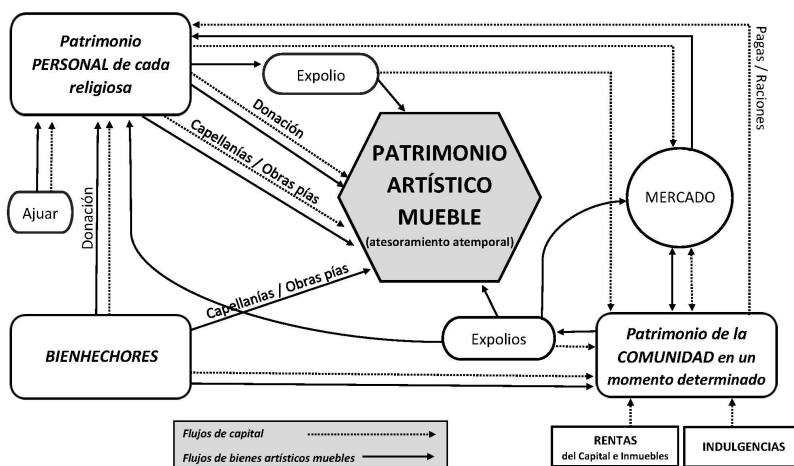 Patrimonio
PERSONAL de cada
religiosa
Expolio
Pagas / Raciones
Donación
Capellanías / Obras pías
PATRIMONIO
ARTÍSTICO
MUEBLE
(atesoramiento atemporal)
MERCADO
Ajuar
Donación
Capellanías / Obras pías
BIENHECHORES
Expolios
Patrimonio de la
COMUNIDAD en un
momento determinado
Flujos de capital
Flujos de bienes artísticos muebles
RENTAS
del Capital e Inmuebles
INDULGENCIAS